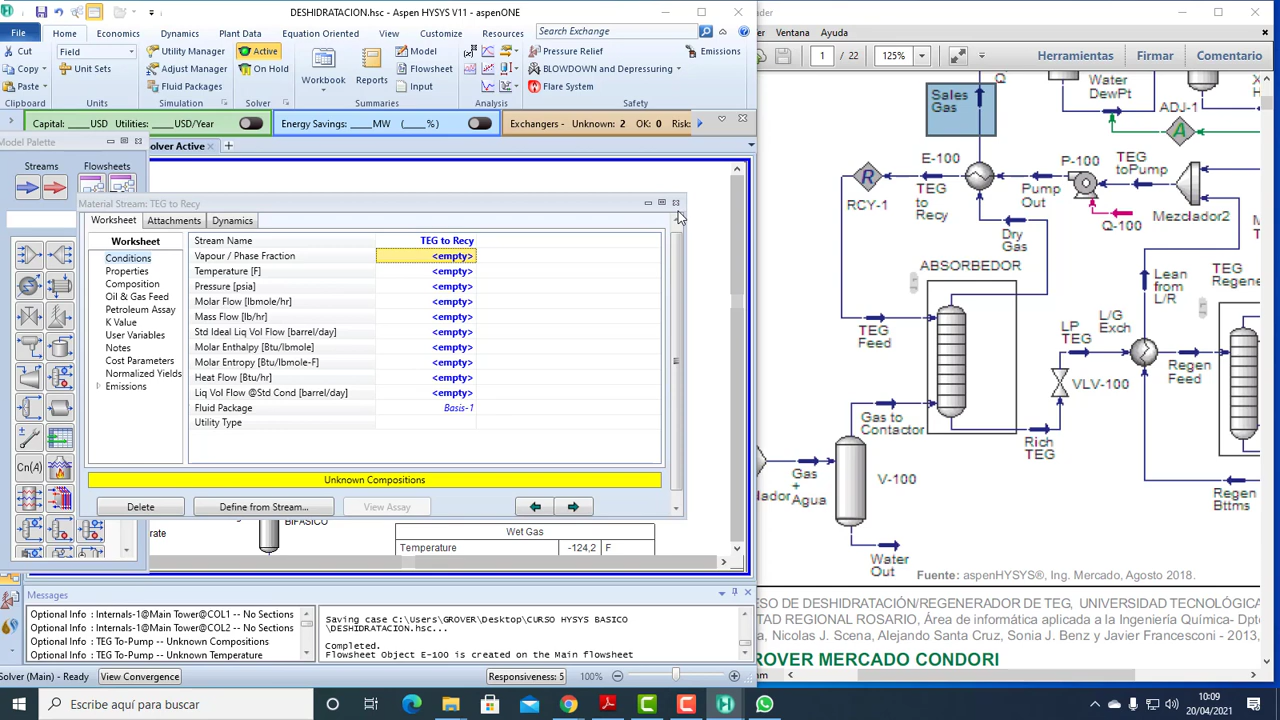 DESHIDRATACION.hsc - Aspen HYSYS V11 - aspenONE
File
Home
Economics
Dynamics
Plant Data
Equation Oriented
View
Customize
Resources
Search Exchange
Cut
Copy
Paste
Clipboard
Field
Unit Sets
Units
Utility Manager
Adjust Manager
Fluid Packages
Simulation
Active
On Hold
Solver
Workbook
Reports
Model
Flowsheet
Input
Summaries
Analysis
Pressure Relief
BLOWDOWN and Depressuring
Flare System
Safety
Emissions
Capital: ____USD Utilities: ____USD/Year
Energy Savings: ____MW (____%)
Exchangers - Unknown: 2 OK: 0 Risk:
Model Palette
Streams
Flowsheets
Cn(A)
olver Active
Material Stream: TEG to Recy
Worksheet
Attachments
Dynamics
Worksheet
Conditions
Properties
Composition
Oil & Gas Feed
Petroleum Assay
K Value
User Variables
Notes
Cost Parameters
Normalized Yields
Emissions
Stream Name TEG to Recy
Vapour / Phase Fraction <empty>
Temperature [F] <empty>
Pressure [psia] <empty>
Molar Flow [lbmole/hr] <empty>
Mass Flow [lb/hr] <empty>
Std Ideal Liq Vol Flow [barrel/day] <empty>
Molar Enthalpy [Btu/lbmole] <empty>
Molar Entropy [Btu/lbmole-F] <empty>
Heat Flow [Btu/hr] <empty>
Liq Vol Flow @Std Cond [barrel/day] <empty>
Fluid Package Basis-1
Utility Type
Unknown Compositions
Delete
Define from Stream...
View Assay
rate
BIFASICO
Wet Gas
Temperature -124,2 F
Messages
Optional Info : Internals-1@Main Tower@COL1 -- No Sections
Optional Info : Internals-1@Main Tower@COL2 -- No Sections
Optional Info : TEG To-Pump -- Unknown Compositions
Optional Info : TEG To-Pump -- Unknown Temperature
Saving case C:\Users\GROVER\Desktop\CURSO HYSYS BASICO
\DESHIDRATACION.hsc...
Completed.
Flowsheet Object E-100 is created on the Main flowsheet
Solver (Main) - Ready
View Convergence
Responsiveness: 5
100%
Ventana
Ayuda
1 / 22
125%
Herramientas
Firmar
Comentario
Sales
Gas
Q
Water
DewPt
ADJ-1
A
R
RCY-1
E-100
TEG
to
Recy
P-100
Pump
Out
TEG
toPump
Q-100
Mezclador2
Dry
Gas
ABSORBEDOR
TEG
Feed
Lean
from
L/R
TEG
Regene
LP
TEG
L/G
Exch
Regen
Feed
VLV-100
Gas to
Contactor
Rich
TEG
Gas
+
Agua
lador
V-100
Water
Out
Regen
Bttms
Fuente: aspenHYSYS®, Ing. Mercado, Agosto 2018.
ESO DE DESHIDRATACIÓN/REGENERADOR DE TEG, UNIVERSIDAD TECNOLÓGICA
TAD REGIONAL ROSARIO, Área de informática aplicada a la Ingeniería Química- Dpto
, Nicolas J. Scena, Alejandro Santa Cruz, Sonia J. Benz y Javier Francesconi - 2013,
ROVER MERCADO CONDORI
Escribe aquí para buscar
10:09
20/04/2021